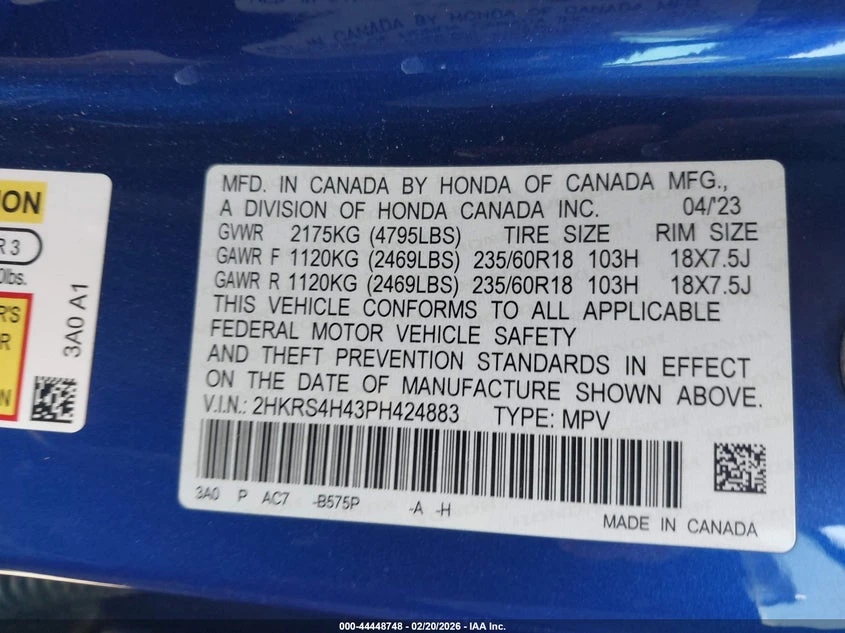 ION
R 3
0lbs.
R'S
R
ON
3A0 A1
MFD. IN CANADA BY HONDA OF CANADA MFG.,
A DIVISION OF HONDA CANADA INC. 04/'23
GVWR 2175KG (4795LBS) TIRE SIZE RIM SIZE
GAWR F 1120KG (2469LBS) 235/60R18 103H 18X7.5J
GAWR R 1120KG (2469LBS) 235/60R18 103H 18X7.5J
THIS VEHICLE CONFORMS TO ALL APPLICABLE
FEDERAL MOTOR VEHICLE SAFETY
AND THEFT PREVENTION STANDARDS IN EFFECT
ON THE DATE OF MANUFACTURE SHOWN ABOVE.
V.I.N.: 2HKRS4H43PH424883 TYPE: MPV
3A0 P AC7 -B575P -A -H
MADE IN CANADA
000-44448748 - 02/20/2026 - IAA Inc.